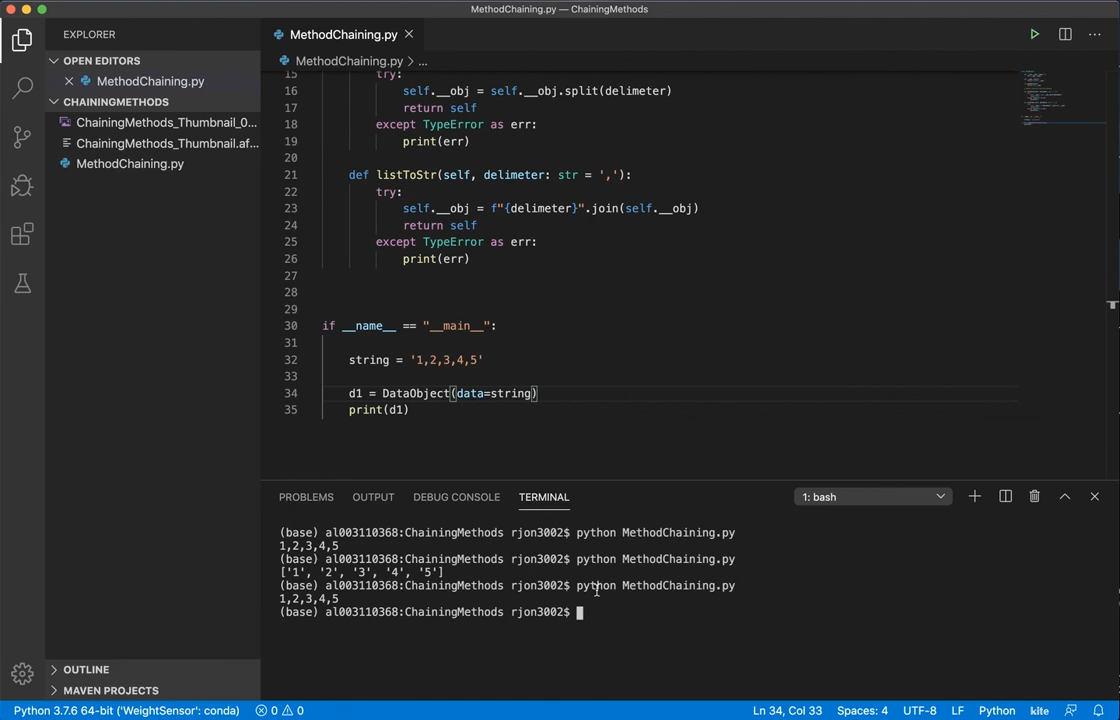 MethodChaining.py — ChainingMethods
EXPLORER
OPEN EDITORS
MethodChaining.py
CHAININGMETHODS
ChainingMethods_Thumbnail_0...
ChainingMethods_Thumbnail.af...
MethodChaining.py
OUTLINE
MAVEN PROJECTS
MethodChaining.py
MethodChaining.py > ...
15 try:
16 self.__obj = self.__obj.split(delimeter)
17 return self
18 except TypeError as err:
19 print(err)
20
21 def listToStr(self, delimeter: str = ','):
22 try:
23 self.__obj = f"{delimeter}".join(self.__obj)
24 return self
25 except TypeError as err:
26 print(err)
27
28
29
30 if __name__ == "__main__":
31
32 string = '1,2,3,4,5'
33
34 d1 = DataObject(data=string)
35 print(d1)
PROBLEMS OUTPUT DEBUG CONSOLE TERMINAL 1: bash
(base) al003110368:ChainingMethods rjon3002$ python MethodChaining.py
1,2,3,4,5
(base) al003110368:ChainingMethods rjon3002$ python MethodChaining.py
['1', '2', '3', '4', '5']
(base) al003110368:ChainingMethods rjon3002$ python MethodChaining.py
1,2,3,4,5
(base) al003110368:ChainingMethods rjon3002$
Python 3.7.6 64-bit ('WeightSensor': conda) 0 0 Ln 34, Col 33 Spaces: 4 UTF-8 LF Python kite